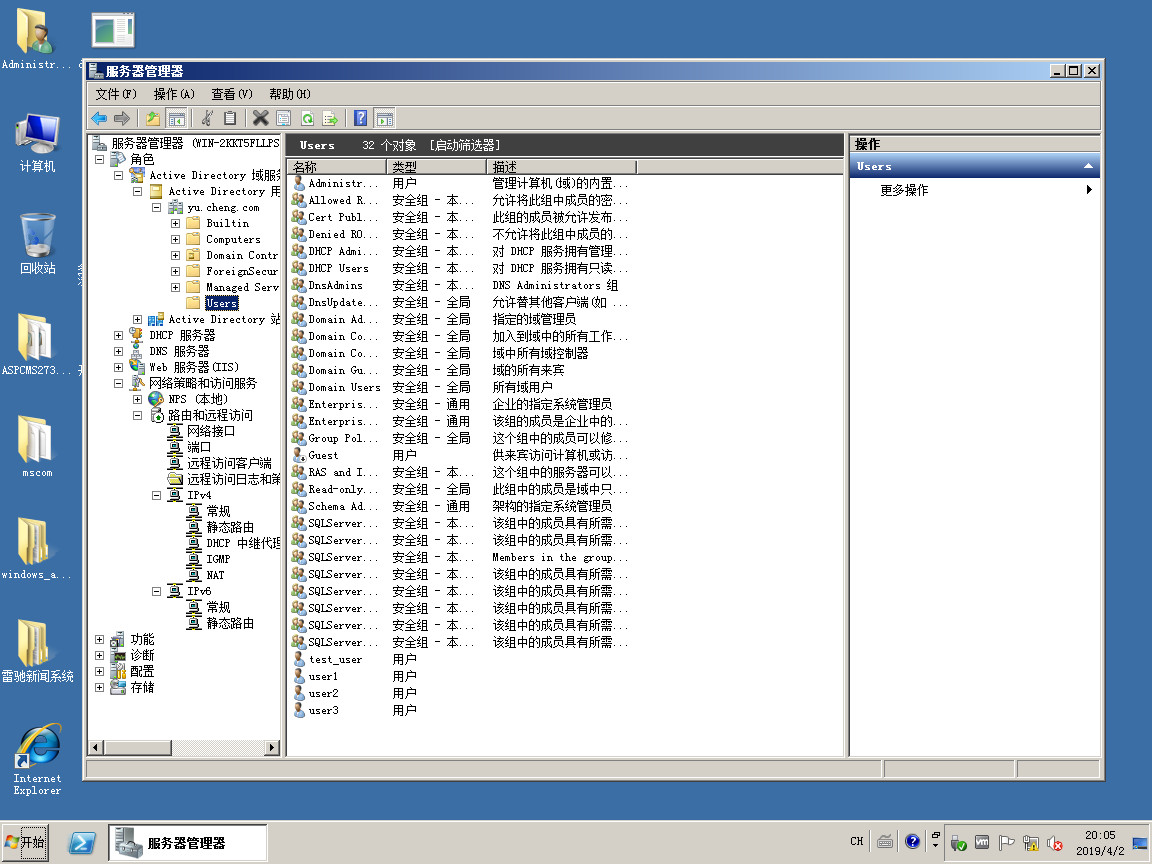 Administr...
计算机
回收站
ASPCMS273...
mscom
windows_a...
雷驰新闻系统
Internet
Explorer
服务器管理器
文件(F) 操作(A) 查看(V) 帮助(H)
服务器管理器 (WIN-2KKT5FLLPS
角色
Active Directory 域服务
Active Directory 用
yu.cheng.com
Builtin
Computers
Domain Contr
ForeignSecur
Managed Serv
Users
Active Directory 站
DHCP 服务器
DNS 服务器
Web 服务器(IIS)
网络策略和访问服务
NPS (本地)
路由和远程访问
网络接口
端口
远程访问客户端
远程访问日志和策
IPv4
常规
静态路由
DHCP 中继代理
IGMP
NAT
IPv6
常规
静态路由
功能
诊断
配置
存储
Users 32 个对象 [启动筛选器]
名称 类型 描述
Administr... 用户 管理计算机(域)的内置...
Allowed R... 安全组 - 本... 允许将此组中成员的密...
Cert Publ... 安全组 - 本... 此组的成员被允许发布...
Denied RO... 安全组 - 本... 不允许将此组中成员的...
DHCP Admi... 安全组 - 本... 对 DHCP 服务拥有管理...
DHCP Users 安全组 - 本... 对 DHCP 服务拥有只读...
DnsAdmins 安全组 - 本... DNS Administrators 组
DnsUpdate... 安全组 - 全局 允许替其他客户端(如 ...
Domain Ad... 安全组 - 全局 指定的域管理员
Domain Co... 安全组 - 全局 加入到域中的所有工作...
Domain Co... 安全组 - 全局 域中所有域控制器
Domain Gu... 安全组 - 全局 域的所有来宾
Domain Users 安全组 - 全局 所有域用户
Enterpris... 安全组 - 通用 企业的指定系统管理员
Enterpris... 安全组 - 通用 该组的成员是企业中的...
Group Pol... 安全组 - 全局 这个组中的成员可以修...
Guest 用户 供来宾访问计算机或访...
RAS and I... 安全组 - 本... 这个组中的服务器可以...
Read-only... 安全组 - 全局 此组中的成员是域中只...
Schema Ad... 安全组 - 通用 架构的指定系统管理员
SQLServer... 安全组 - 本... 该组中的成员具有所需...
SQLServer... 安全组 - 本... 该组中的成员具有所需...
SQLServer... 安全组 - 本... Members in the group...
SQLServer... 安全组 - 本... 该组中的成员具有所需...
SQLServer... 安全组 - 本... 该组中的成员具有所需...
SQLServer... 安全组 - 本... 该组中的成员具有所需...
SQLServer... 安全组 - 本... 该组中的成员具有所需...
SQLServer... 安全组 - 本... 该组中的成员具有所需...
test_user 用户
user1 用户
user2 用户
user3 用户
操作
Users
更多操作
开始
服务器管理器
CH
20:05
2019/4/2